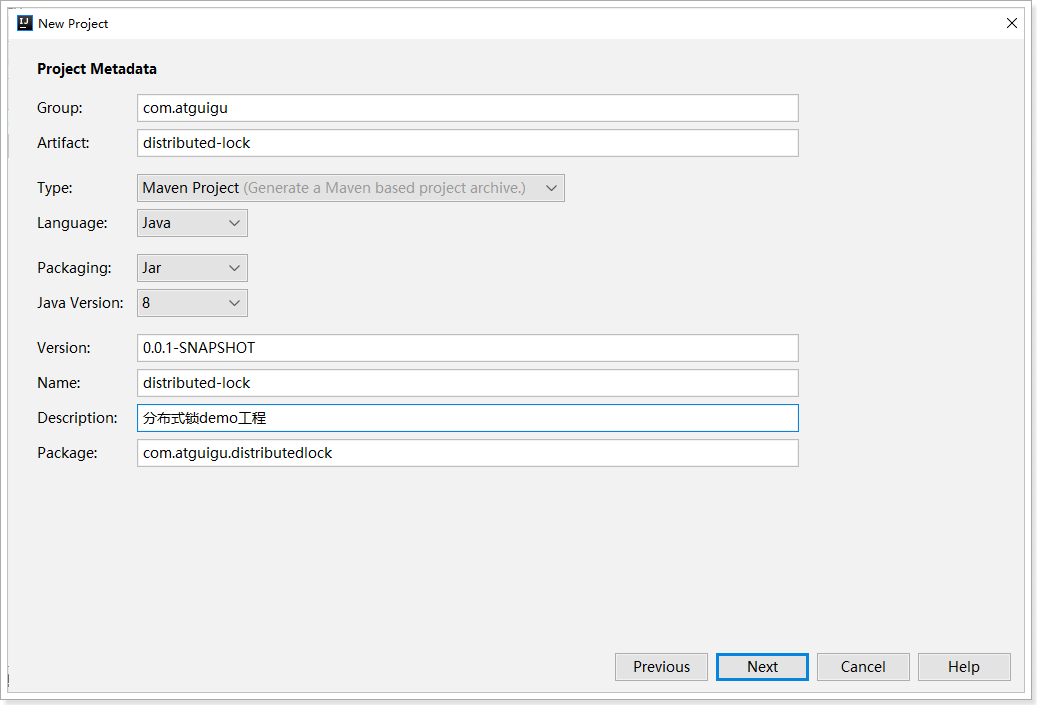 New Project
Project Metadata
Group: com.atguigu
Artifact: distributed-lock
Type: Maven Project (Generate a Maven based project archive.)
Language: Java
Packaging: Jar
Java Version: 8
Version: 0.0.1-SNAPSHOT
Name: distributed-lock
Description: 分布式锁demo工程
Package: com.atguigu.distributedlock
Previous Next Cancel Help